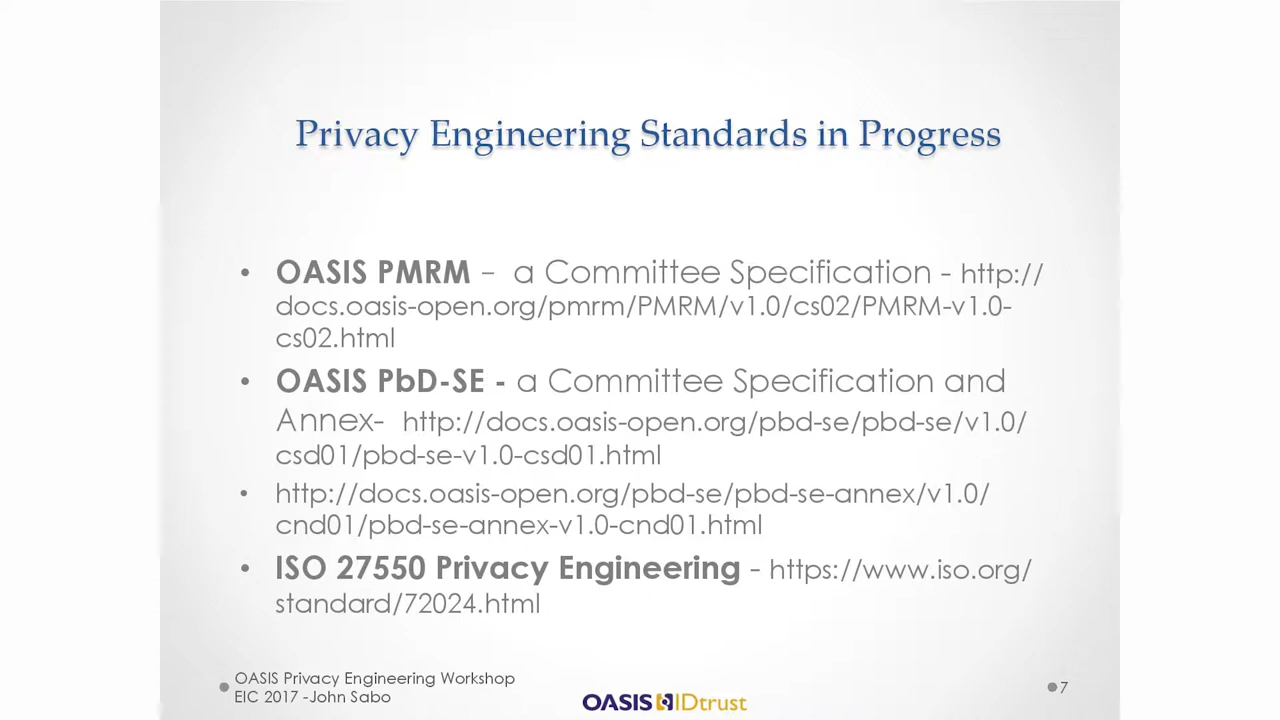 Privacy Engineering Standards in Progress
• OASIS PMRM – a Committee Specification - http://
docs.oasis-open.org/pmrm/PMRM/v1.0/cs02/PMRM-v1.0-
cs02.html
• OASIS PbD-SE - a Committee Specification and
Annex- http://docs.oasis-open.org/pbd-se/pbd-se/v1.0/
csd01/pbd-se-v1.0-csd01.html
• http://docs.oasis-open.org/pbd-se/pbd-se-annex/v1.0/
cnd01/pbd-se-annex-v1.0-cnd01.html
• ISO 27550 Privacy Engineering - https://www.iso.org/
standard/72024.html
OASIS Privacy Engineering Workshop
EIC 2017 -John Sabo
OASIS IDtrust
7